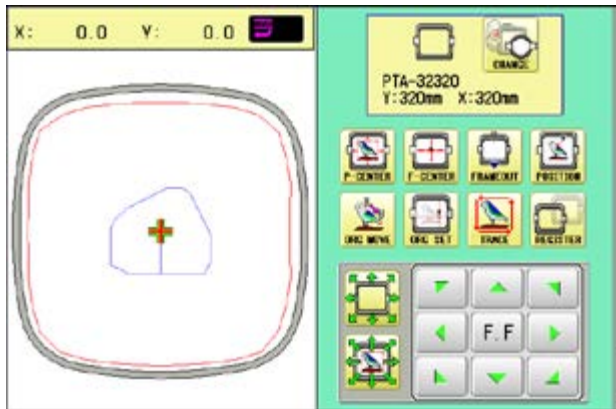 X: 0.0 Y: 0.0
CHANGE
PTA-32320
Y:320mm X:320mm
P-CENTER F-CENTER FRAMEOUT POSITION
ORG MOVE ORG SET TRACE REGISTER
F.F